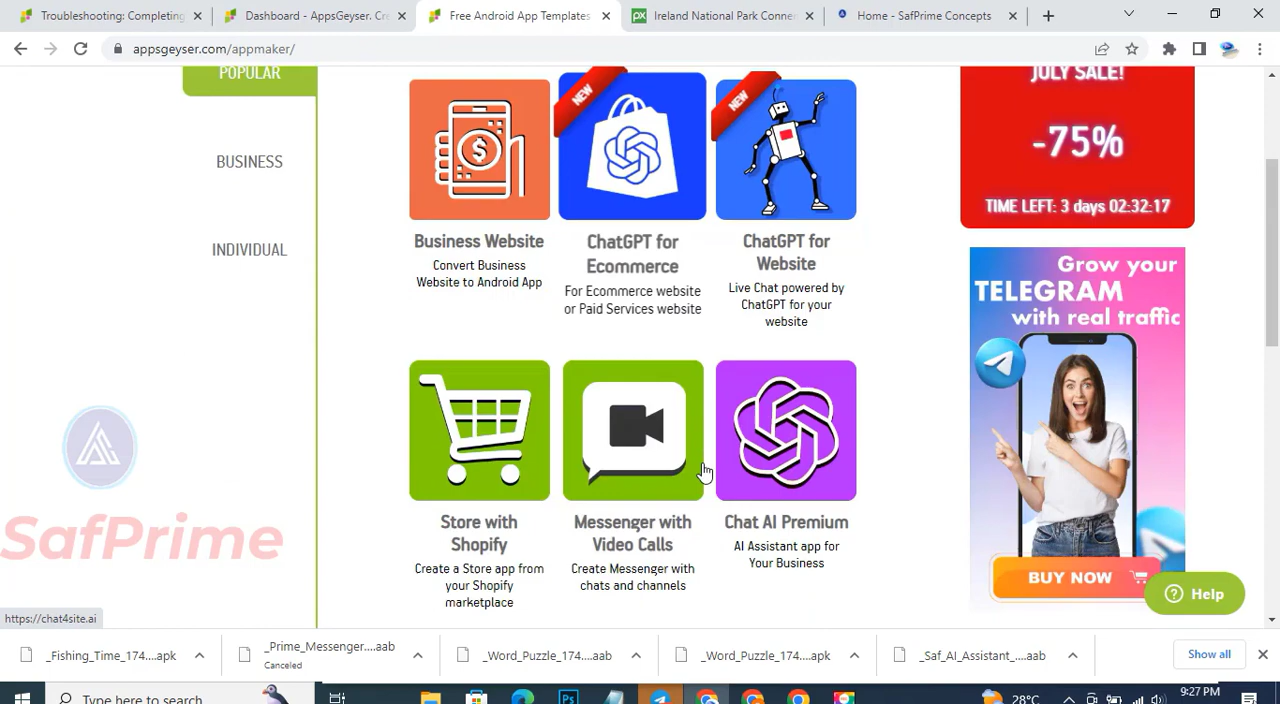 Troubleshooting: Completing
Dashboard - AppsGeyser Cre
Free Android App Templates
Ireland National Park Conne
Home - SafPrime Concepts
appsgeyser.com/appmaker/
POPULAR
BUSINESS
INDIVIDUAL
NEW
NEW
Business Website
Convert Business
Website to Android App
ChatGPT for
Ecommerce
For Ecommerce website
or Paid Services website
ChatGPT for
Website
Live Chat powered by
ChatGPT for your
website
Store with
Shopify
Create a Store app from
your Shopify
marketplace
Messenger with
Video Calls
Create Messenger with
chats and channels
Chat AI Premium
AI Assistant app for
Your Business
JULY SALE!
-75%
TIME LEFT: 3 days 02:32:17
Grow your
TELEGRAM
with real traffic
BUY NOW
Help
SafPrime
https://chat4site.ai
_Fishing_Time_174....apk
_Prime_Messenger....aab
Canceled
_Word_Puzzle_174....aab
_Word_Puzzle_174....apk
_Saf_AI_Assistant_....aab
Show all
Type here to search
28°C
9:27 PM